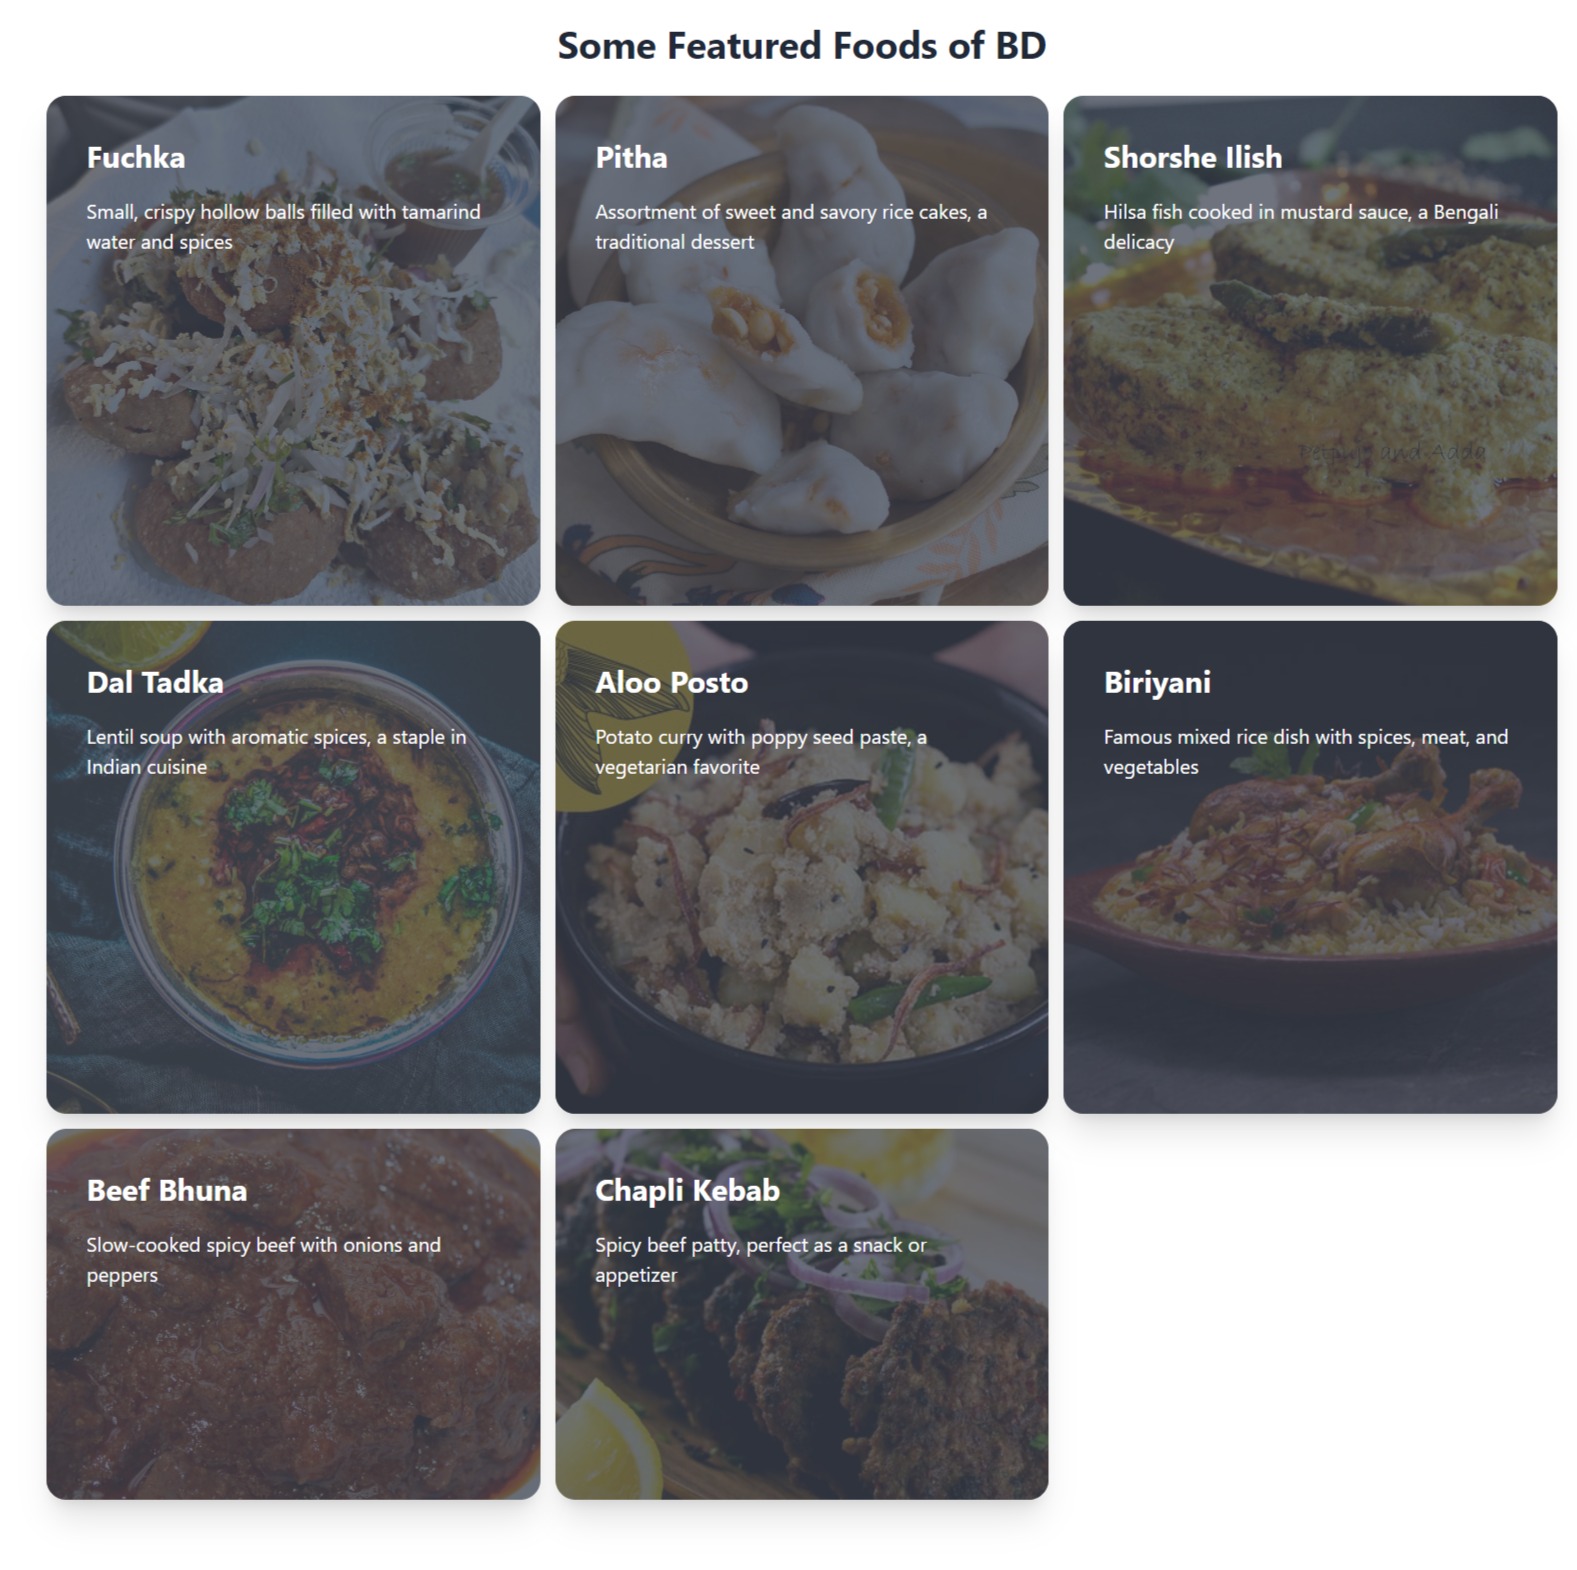 Some Featured Foods of BD
Fuchka
Small, crispy hollow balls filled with tamarind
water and spices
Pitha
Assortment of sweet and savory rice cakes, a
traditional dessert
Shorshe Ilish
Hilsa fish cooked in mustard sauce, a Bengali
delicacy
and Adda
Dal Tadka
Lentil soup with aromatic spices, a staple in
Indian cuisine
Aloo Posto
Potato curry with poppy seed paste, a
vegetarian favorite
Biriyani
Famous mixed rice dish with spices, meat, and
vegetables
Beef Bhuna
Slow-cooked spicy beef with onions and
peppers
Chapli Kebab
Spicy beef patty, perfect as a snack or
appetizer